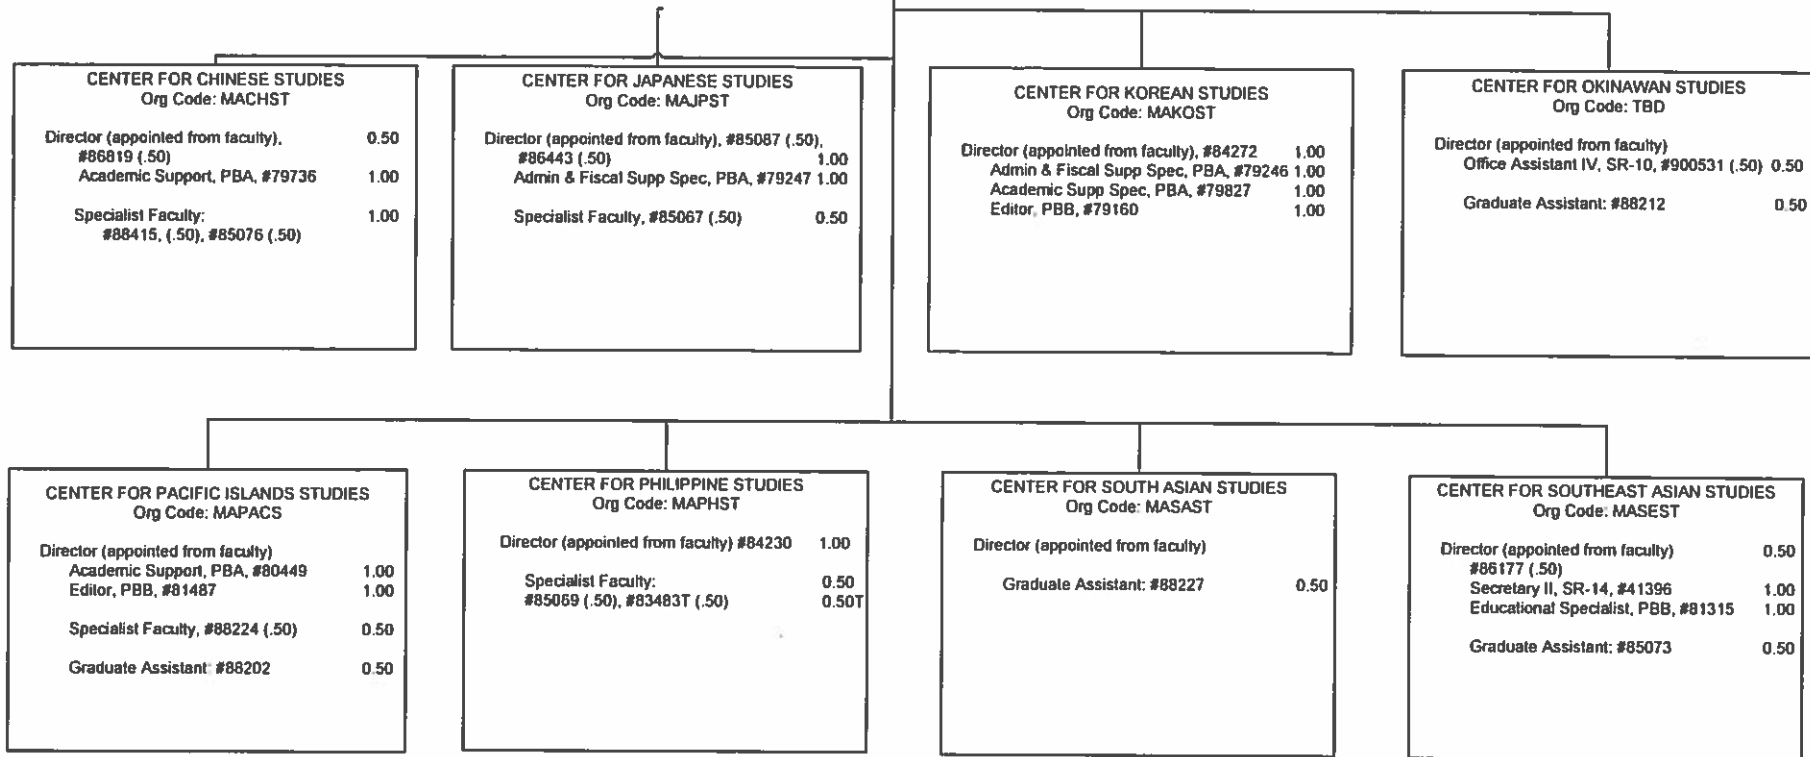 CENTER FOR CHINESE STUDIES
Org Code: MACHST
Director (appointed from faculty), 0.50
#86819 (.50)
Academic Support, PBA, #79736 1.00
Specialist Faculty: 1.00
#88415, (.50), #85076 (.50)
CENTER FOR JAPANESE STUDIES
Org Code: MAJPST
Director (appointed from faculty), #85087 (.50),
#86443 (.50) 1.00
Admin & Fiscal Supp Spec, PBA, #79247 1.00
Specialist Faculty, #85067 (.50) 0.50
CENTER FOR KOREAN STUDIES
Org Code: MAKOST
Director (appointed from faculty), #84272 1.00
Admin & Fiscal Supp Spec, PBA, #79246 1.00
Academic Supp Spec, PBA, #79827 1.00
Editor, PBB, #79160 1.00
CENTER FOR OKINAWAN STUDIES
Org Code: TBD
Director (appointed from faculty)
Office Assistant IV, SR-10, #900531 (.50) 0.50
Graduate Assistant: #88212 0.50
CENTER FOR PACIFIC ISLANDS STUDIES
Org Code: MAPACS
Director (appointed from faculty)
Academic Support, PBA, #80449 1.00
Editor, PBB, #81487 1.00
Specialist Faculty, #88224 (.50) 0.50
Graduate Assistant: #88202 0.50
CENTER FOR PHILIPPINE STUDIES
Org Code: MAPHST
Director (appointed from faculty) #84230 1.00
Specialist Faculty: 0.50
#85069 (.50), #83483T (.50) 0.50T
CENTER FOR SOUTH ASIAN STUDIES
Org Code: MASAST
Director (appointed from faculty)
Graduate Assistant: #88227 0.50
CENTER FOR SOUTHEAST ASIAN STUDIES
Org Code: MASEST
Director (appointed from faculty) 0.50
#86177 (.50)
Secretary II, SR-14, #41396 1.00
Educational Specialist, PBB, #81315 1.00
Graduate Assistant: #85073 0.50